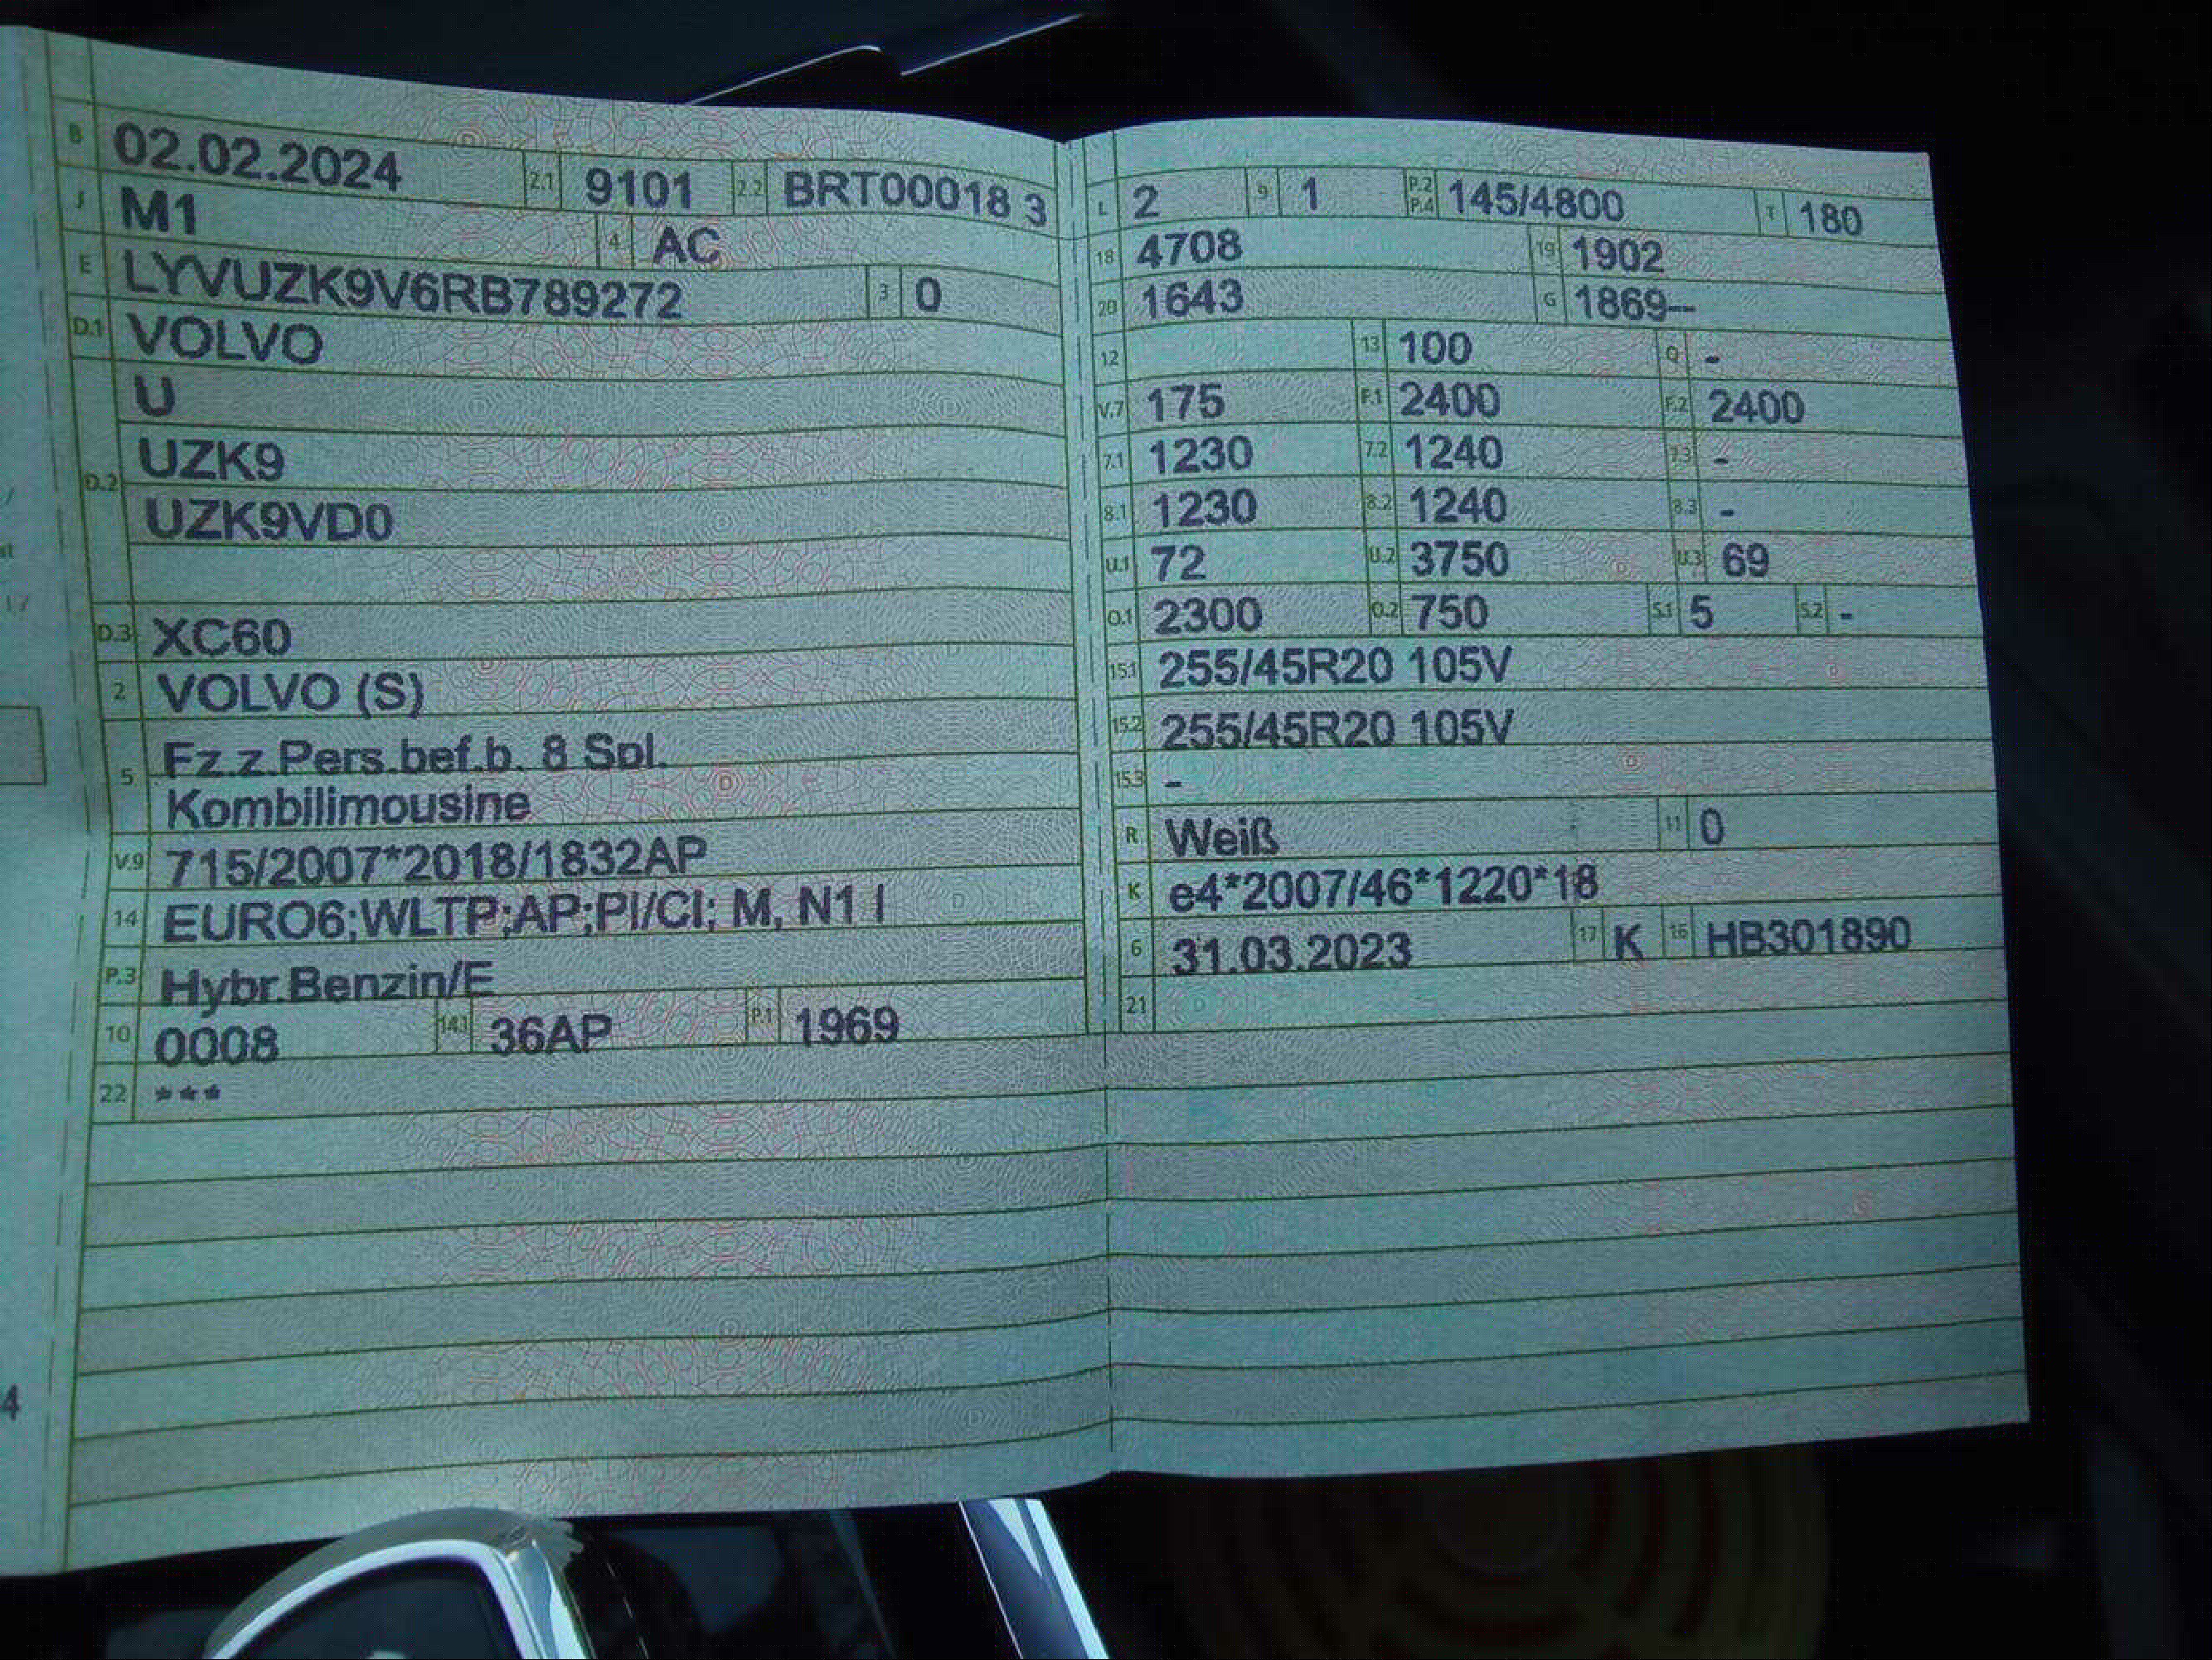 B 02.02.2024 2.1 9101 2.2 BRT00018 3
J M1 4 AC
E LYVUZK9V6RB789272 3 0
D.1 VOLVO
U
D.2 UZK9
UZK9VD0
D.3 XC60
2 VOLVO (S)
5 Fz.z.Pers.bef.b. 8 Spl.
Kombilimousine
V.9 715/2007*2018/1832AP
14 EURO6;WLTP;AP;PI/CI; M, N1 I
P.3 Hybr.Benzin/E
10 0008 14.1 36AP P.1 1969
22 ***
L 2 9 1 P.2 P.4 145/4800 T 180
18 4708 19 1902
20 1643 G 1869--
12 13 100 Q -
V.7 175 F.1 2400 F.2 2400
7.1 1230 7.2 1240 7.3 -
8.1 1230 8.2 1240 8.3 -
U.1 72 U.2 3750 U.3 69
O.1 2300 O.2 750 S.1 5 S.2 -
15.1 255/45R20 105V
15.2 255/45R20 105V
15.3 -
R Weiß 11 0
K e4*2007/46*1220*18
6 31.03.2023 17 K 16 HB301890
21
4